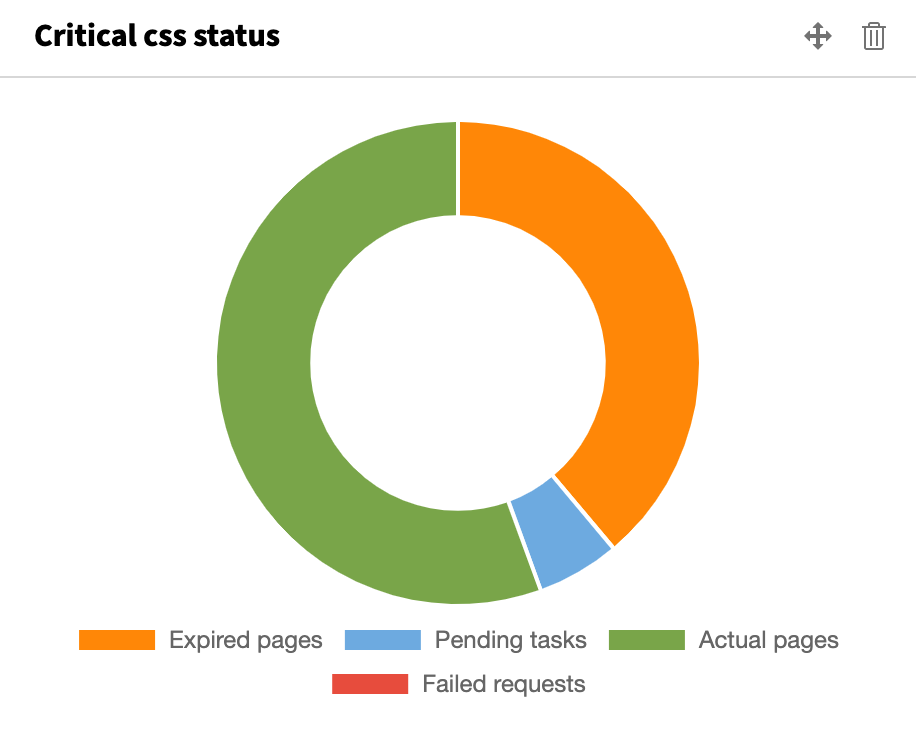 Critical css status
Expired pages Pending tasks Actual pages
Failed requests